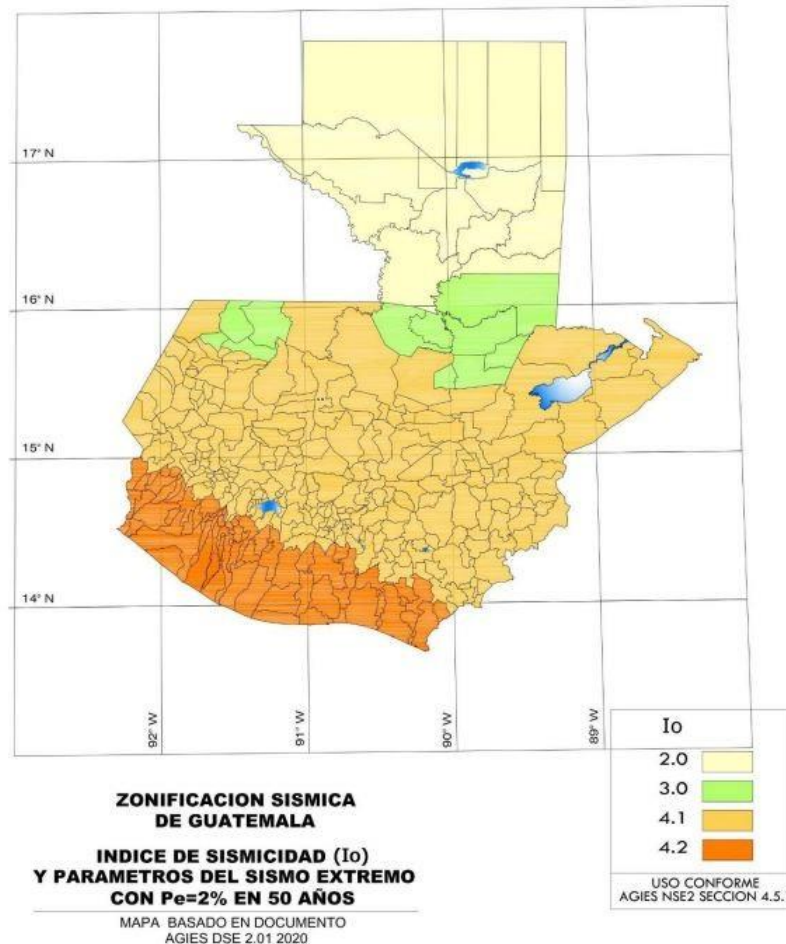 17° N
16° N
15° N
14° N
92° W
91° W
90° W
89° W
Io
2.0
3.0
4.1
4.2
USO CONFORME
AGIES NSE2 SECCION 4.5.
ZONIFICACION SISMICA
DE GUATEMALA
INDICE DE SISMICIDAD (Io)
Y PARAMETROS DEL SISMO EXTREMO
CON Pe=2% EN 50 AÑOS
MAPA BASADO EN DOCUMENTO
AGIES DSE 2.01 2020